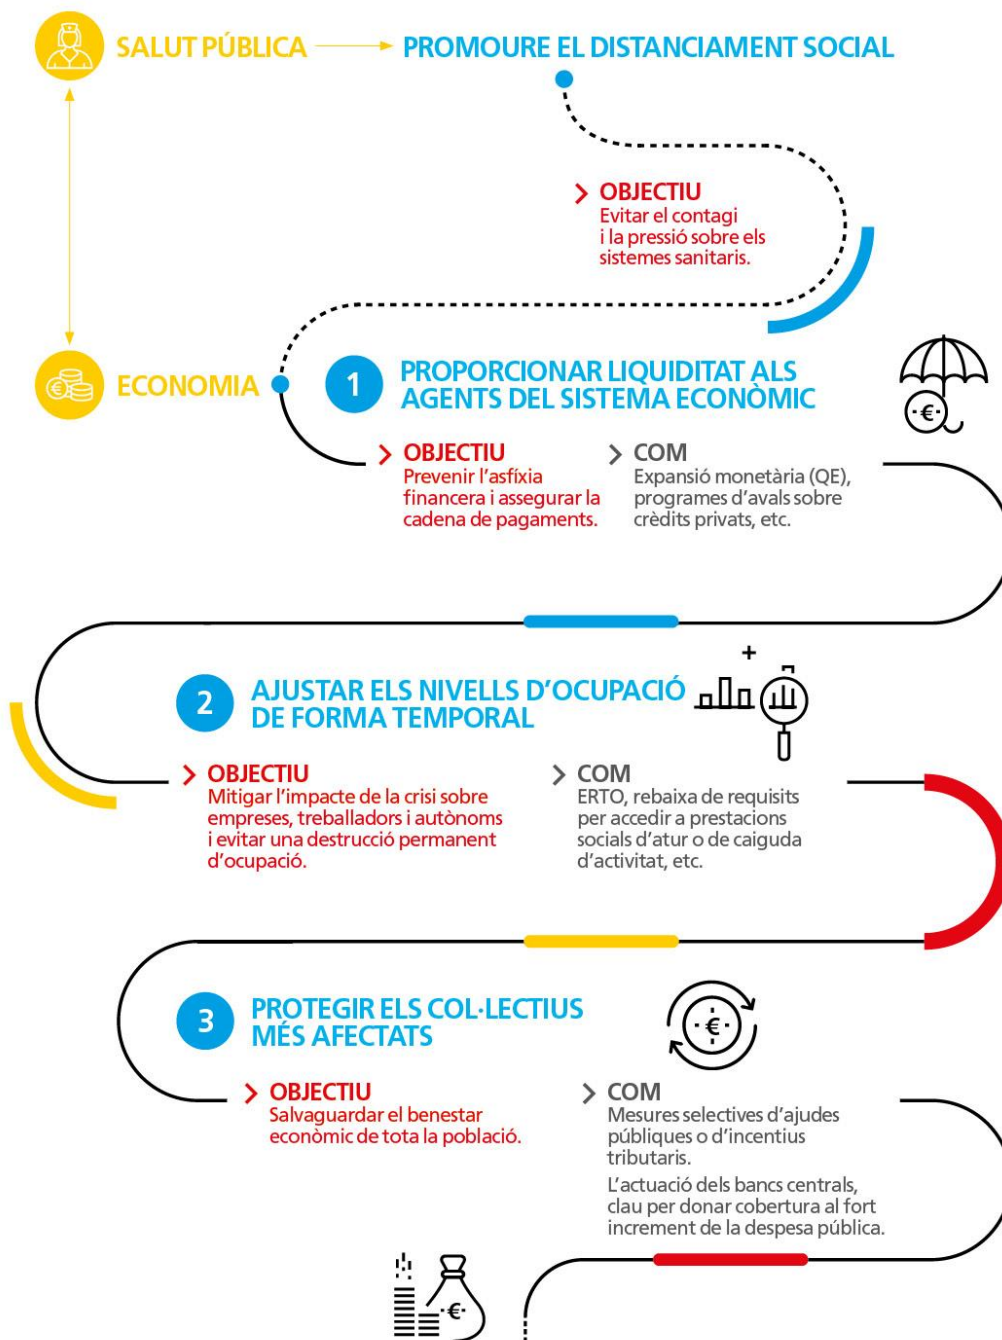 SALUT PÚBLICA
PROMOURE EL DISTANCIAMENT SOCIAL
OBJECTIU
Evitar el contagi
i la pressió sobre els
sistemes sanitaris.
ECONOMIA
1
PROPORCIONAR LIQUIDITAT ALS
AGENTS DEL SISTEMA ECONÒMIC
€
OBJECTIU
Prevenir l'asfíxia
financera i assegurar la
cadena de pagaments.
COM
Expansió monetària (QE),
programes d'avals sobre
crèdits privats, etc.
2
AJUSTAR ELS NIVELLS D'OCUPACIÓ
DE FORMA TEMPORAL
OBJECTIU
Mitigar l'impacte de la crisi sobre
empreses, treballadors i autònoms
i evitar una destrucció permanent
d'ocupació.
COM
ERTO, rebaixa de requisits
per accedir a prestacions
socials d'atur o de caiguda
d'activitat, etc.
3
PROTEGIR ELS COL·LECTIUS
MÉS AFECTATS
€
OBJECTIU
Salvaguardar el benestar
econòmic de tota la població.
COM
Mesures selectives d'ajudes
públiques o d'incentius
tributaris.
L'actuació dels bancs centrals,
clau per donar cobertura al fort
increment de la despesa pública.
€